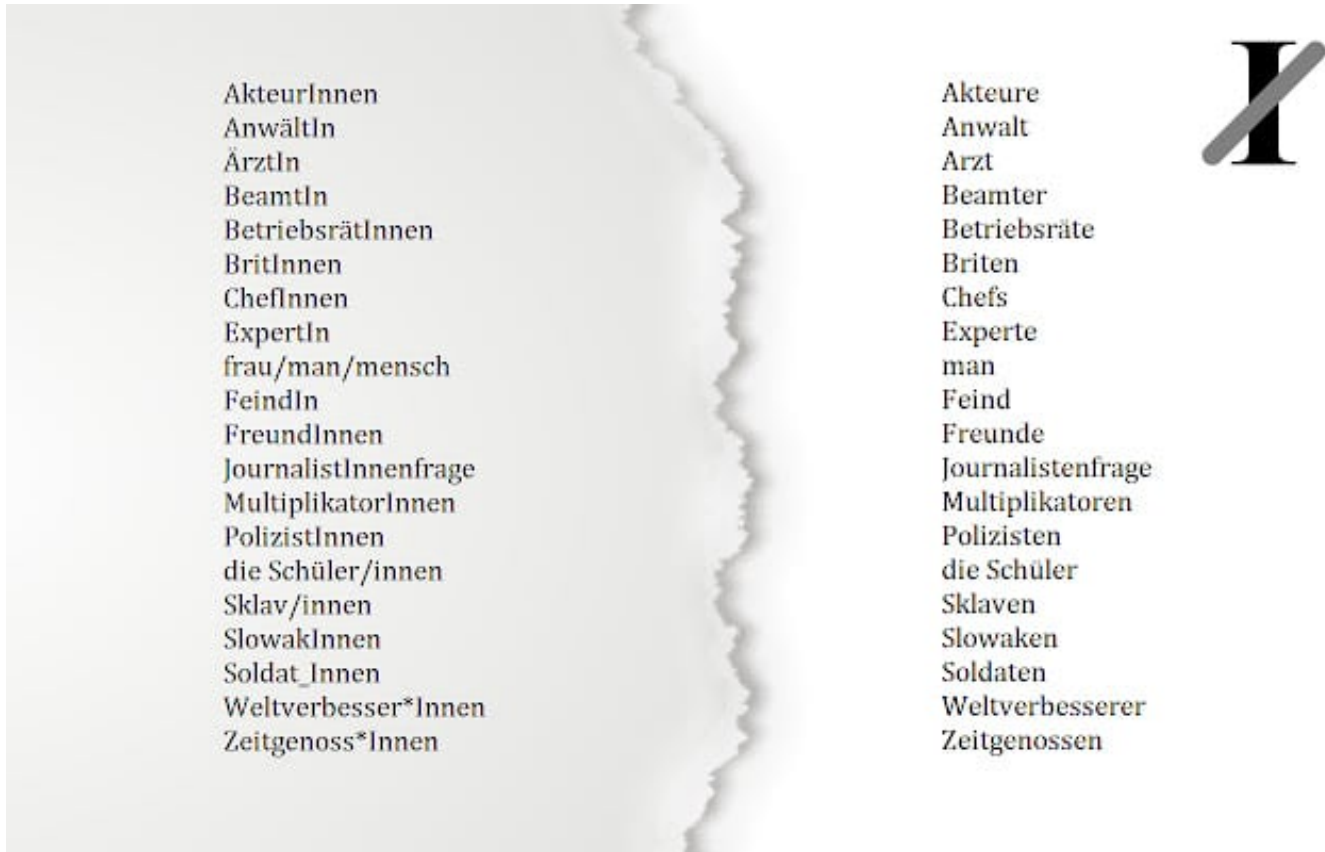 AkteurInnen
AnwältIn
ÄrztIn
BeamtIn
BetriebsrätInnen
BritInnen
ChefInnen
ExpertIn
frau/man/mensch
FeindIn
FreundInnen
JournalistInnenfrage
MultiplikatorInnen
PolizistInnen
die Schüler/innen
Sklav/innen
SlowakInnen
Soldat_Innen
Weltverbesser*Innen
Zeitgenoss*Innen
Akteure
Anwalt
Arzt
Beamter
Betriebsräte
Briten
Chefs
Experte
man
Feind
Freunde
Journalistenfrage
Multiplikatoren
Polizisten
die Schüler
Sklaven
Slowaken
Soldaten
Weltverbesserer
Zeitgenossen
I